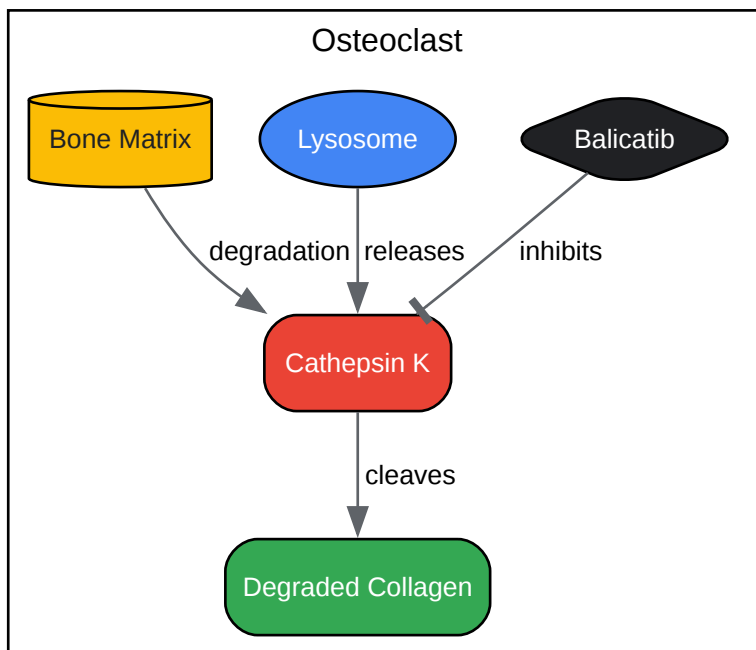 Osteoclast
Bone Matrix
Lysosome
Balicatib
degradation
releases
inhibits
Cathepsin K
cleaves
Degraded Collagen